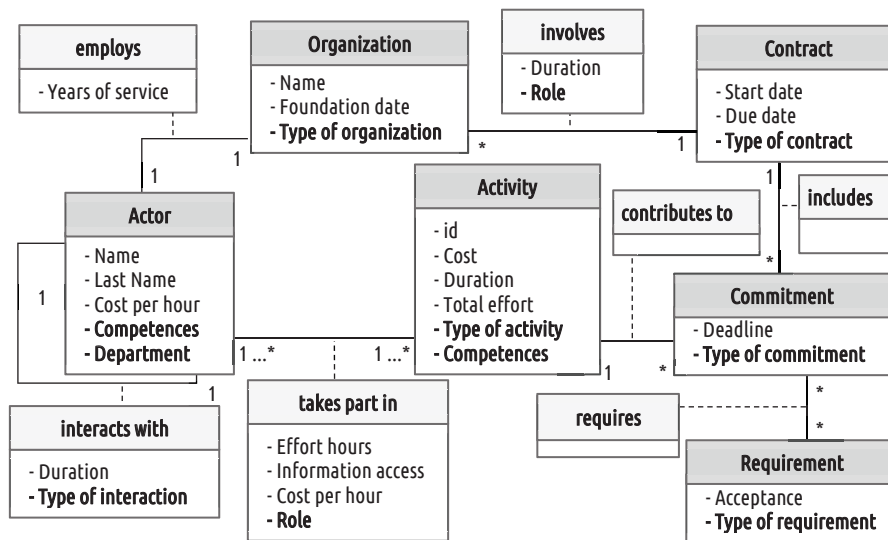 employs
- Years of service
Organization
- Name
- Foundation date
- Type of organization
involves
- Duration
- Role
Contract
- Start date
- Due date
- Type of contract
1
1
*
1
1
Actor
- Name
- Last Name
- Cost per hour
- Competences
- Department
1
1
1 ...*
1 ...*
Activity
- id
- Cost
- Duration
- Total effort
- Type of activity
- Competences
contributes to
includes
*
1
*
Commitment
- Deadline
- Type of commitment
interacts with
- Duration
- Type of interaction
takes part in
- Effort hours
- Information access
- Cost per hour
- Role
requires
*
*
Requirement
- Acceptance
- Type of requirement